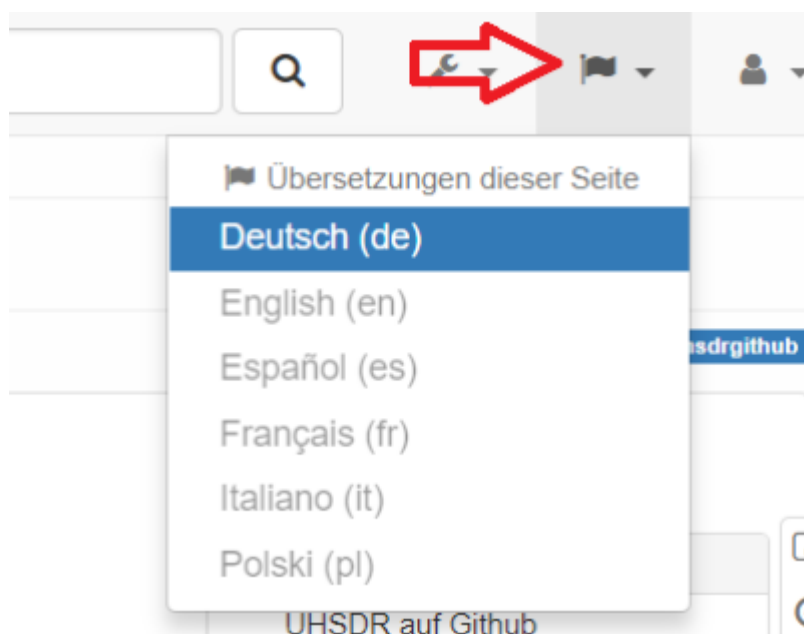 Übersetzungen dieser Seite
Deutsch (de)
English (en)
sdrgithub
Español (es)
Français (fr)
Italiano (it)
Polski (pl)
UHSDR auf Github